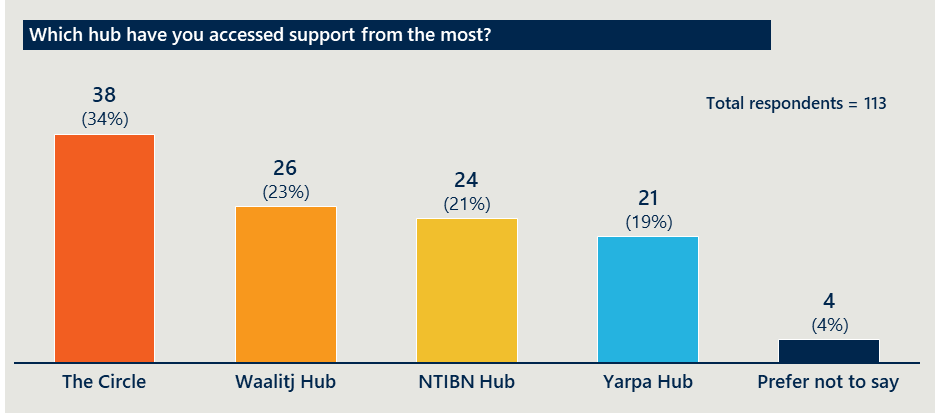 Which hub have you accessed support from the most?
Total respondents = 113
38
(34%)
26
(23%)
24
(21%)
21
(19%)
4
(4%)
The Circle
Waalitj Hub
NTIBN Hub
Yarpa Hub
Prefer not to say